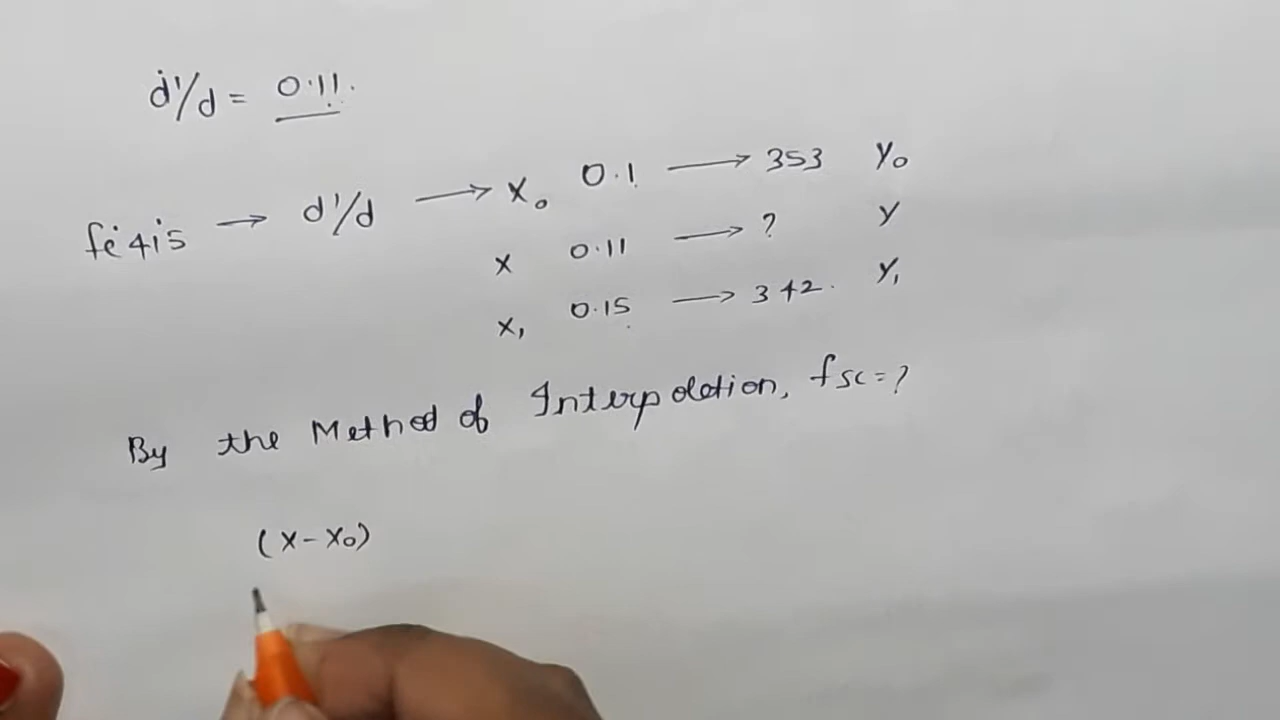 d'/d = 0.11.
fe415 → d'/d → x₀ 0.1 → 353 y₀
x 0.11 → ? y
x₁ 0.15 → 342. y₁
By the Method of Interpolation, fsc=?
(x-x₀)